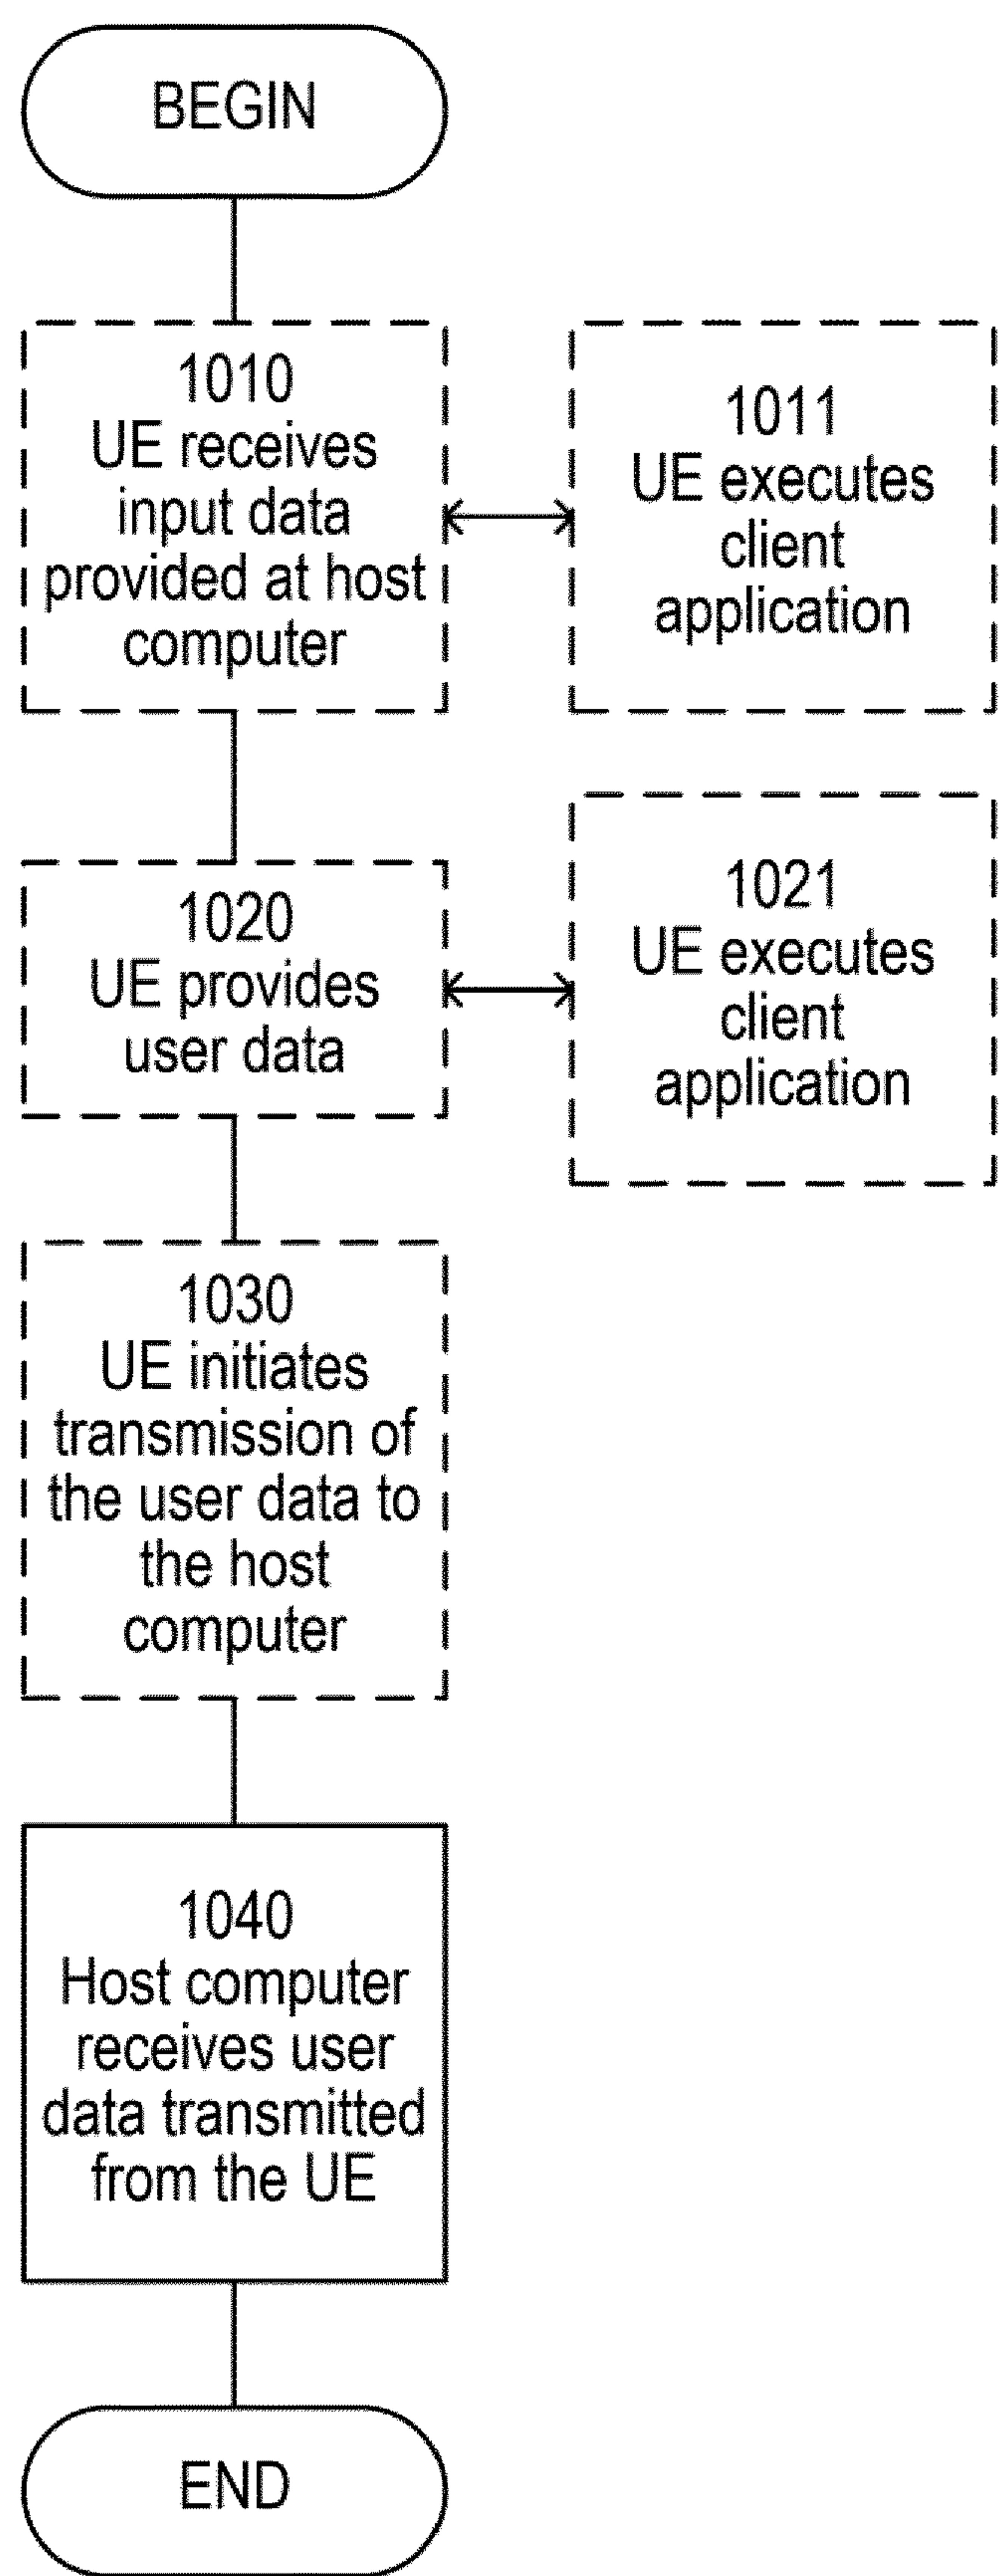 BEGIN
1010
UE receives
input data
provided at host
computer
1011
UE executes
client
application
1020
UE provides
user data
1021
UE executes
client
application
1030
UE initiates
transmission of
the user data to
the host
computer
1040
Host computer
receives user
data transmitted
from the UE
END